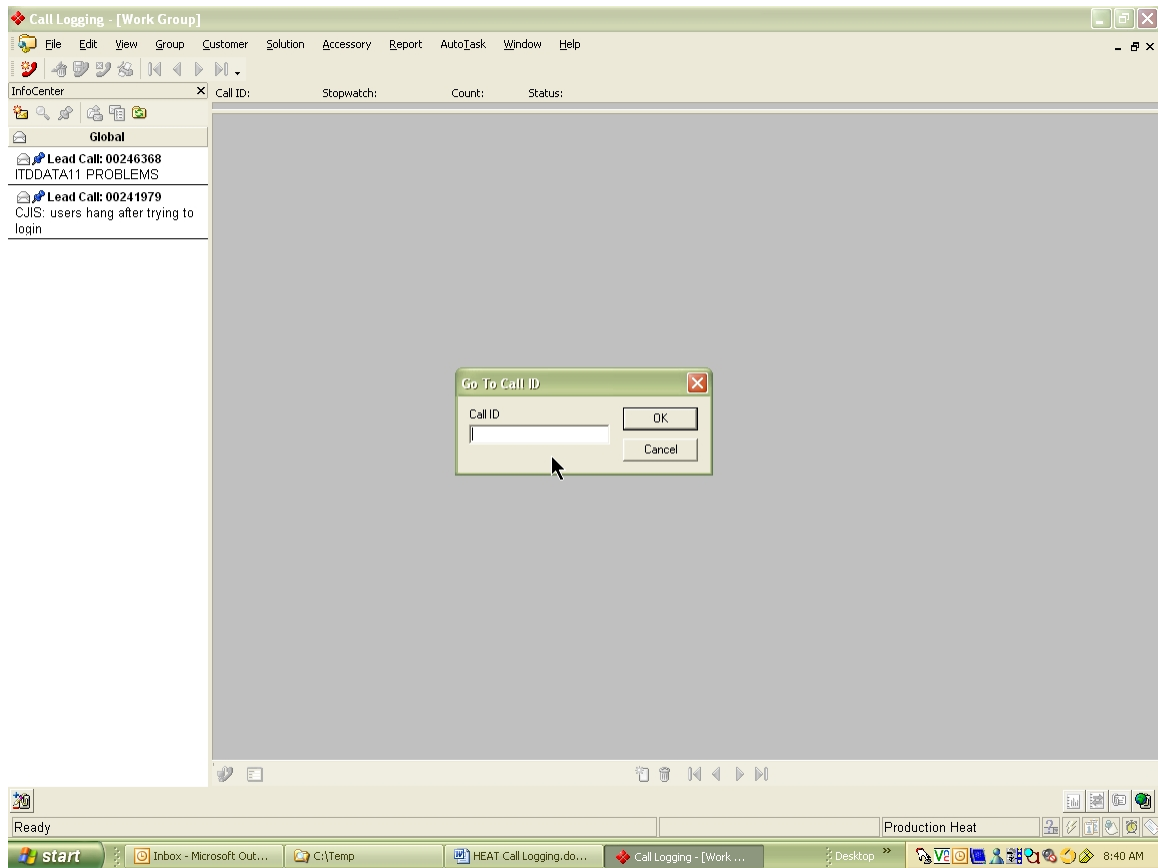 Call Logging - [Work Group]
File Edit View Group Customer Solution Accessory Report AutoTask Window Help
InfoCenter
Call ID: Stopwatch: Count: Status:
Global
Lead Call: 00246368
ITDDATA11 PROBLEMS
Lead Call: 00241979
CJIS: users hang after trying to
login
Go To Call ID
Call ID
OK
Cancel
Ready
Production Heat
start
Inbox - Microsoft Out...
C:\Temp
HEAT Call Logging.do...
Call Logging - [Work ...
Desktop
8:40 AM